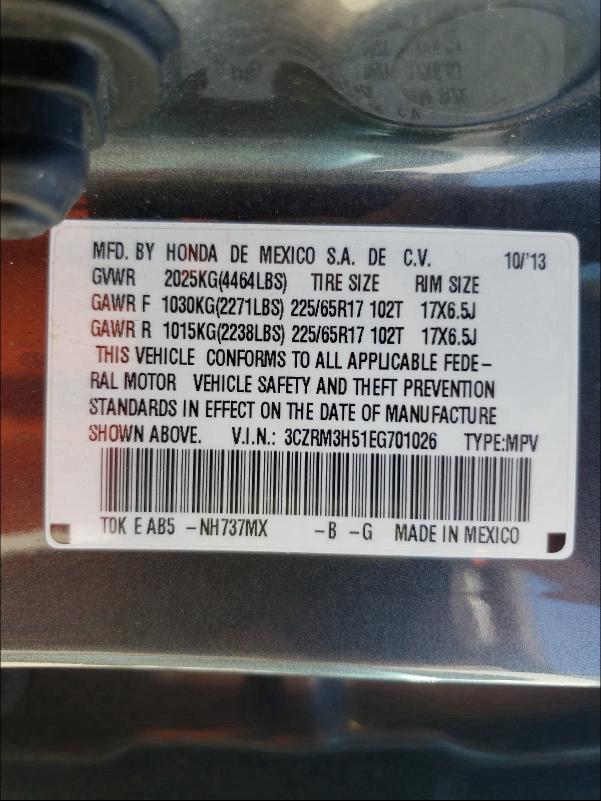 MFD. BY HONDA DE MEXICO S.A. DE C.V. 10/'13
GVWR 2025KG(4464LBS) TIRE SIZE RIM SIZE
GAWR F 1030KG(2271LBS) 225/65R17 102T 17X6.5J
GAWR R 1015KG(2238LBS) 225/65R17 102T 17X6.5J
THIS VEHICLE CONFORMS TO ALL APPLICABLE FEDE-
RAL MOTOR VEHICLE SAFETY AND THEFT PREVENTION
STANDARDS IN EFFECT ON THE DATE OF MANUFACTURE
SHOWN ABOVE. V.I.N.: 3CZRM3H51EG701026 TYPE:MPV
T0K E AB5 -NH737MX -B -G MADE IN MEXICO